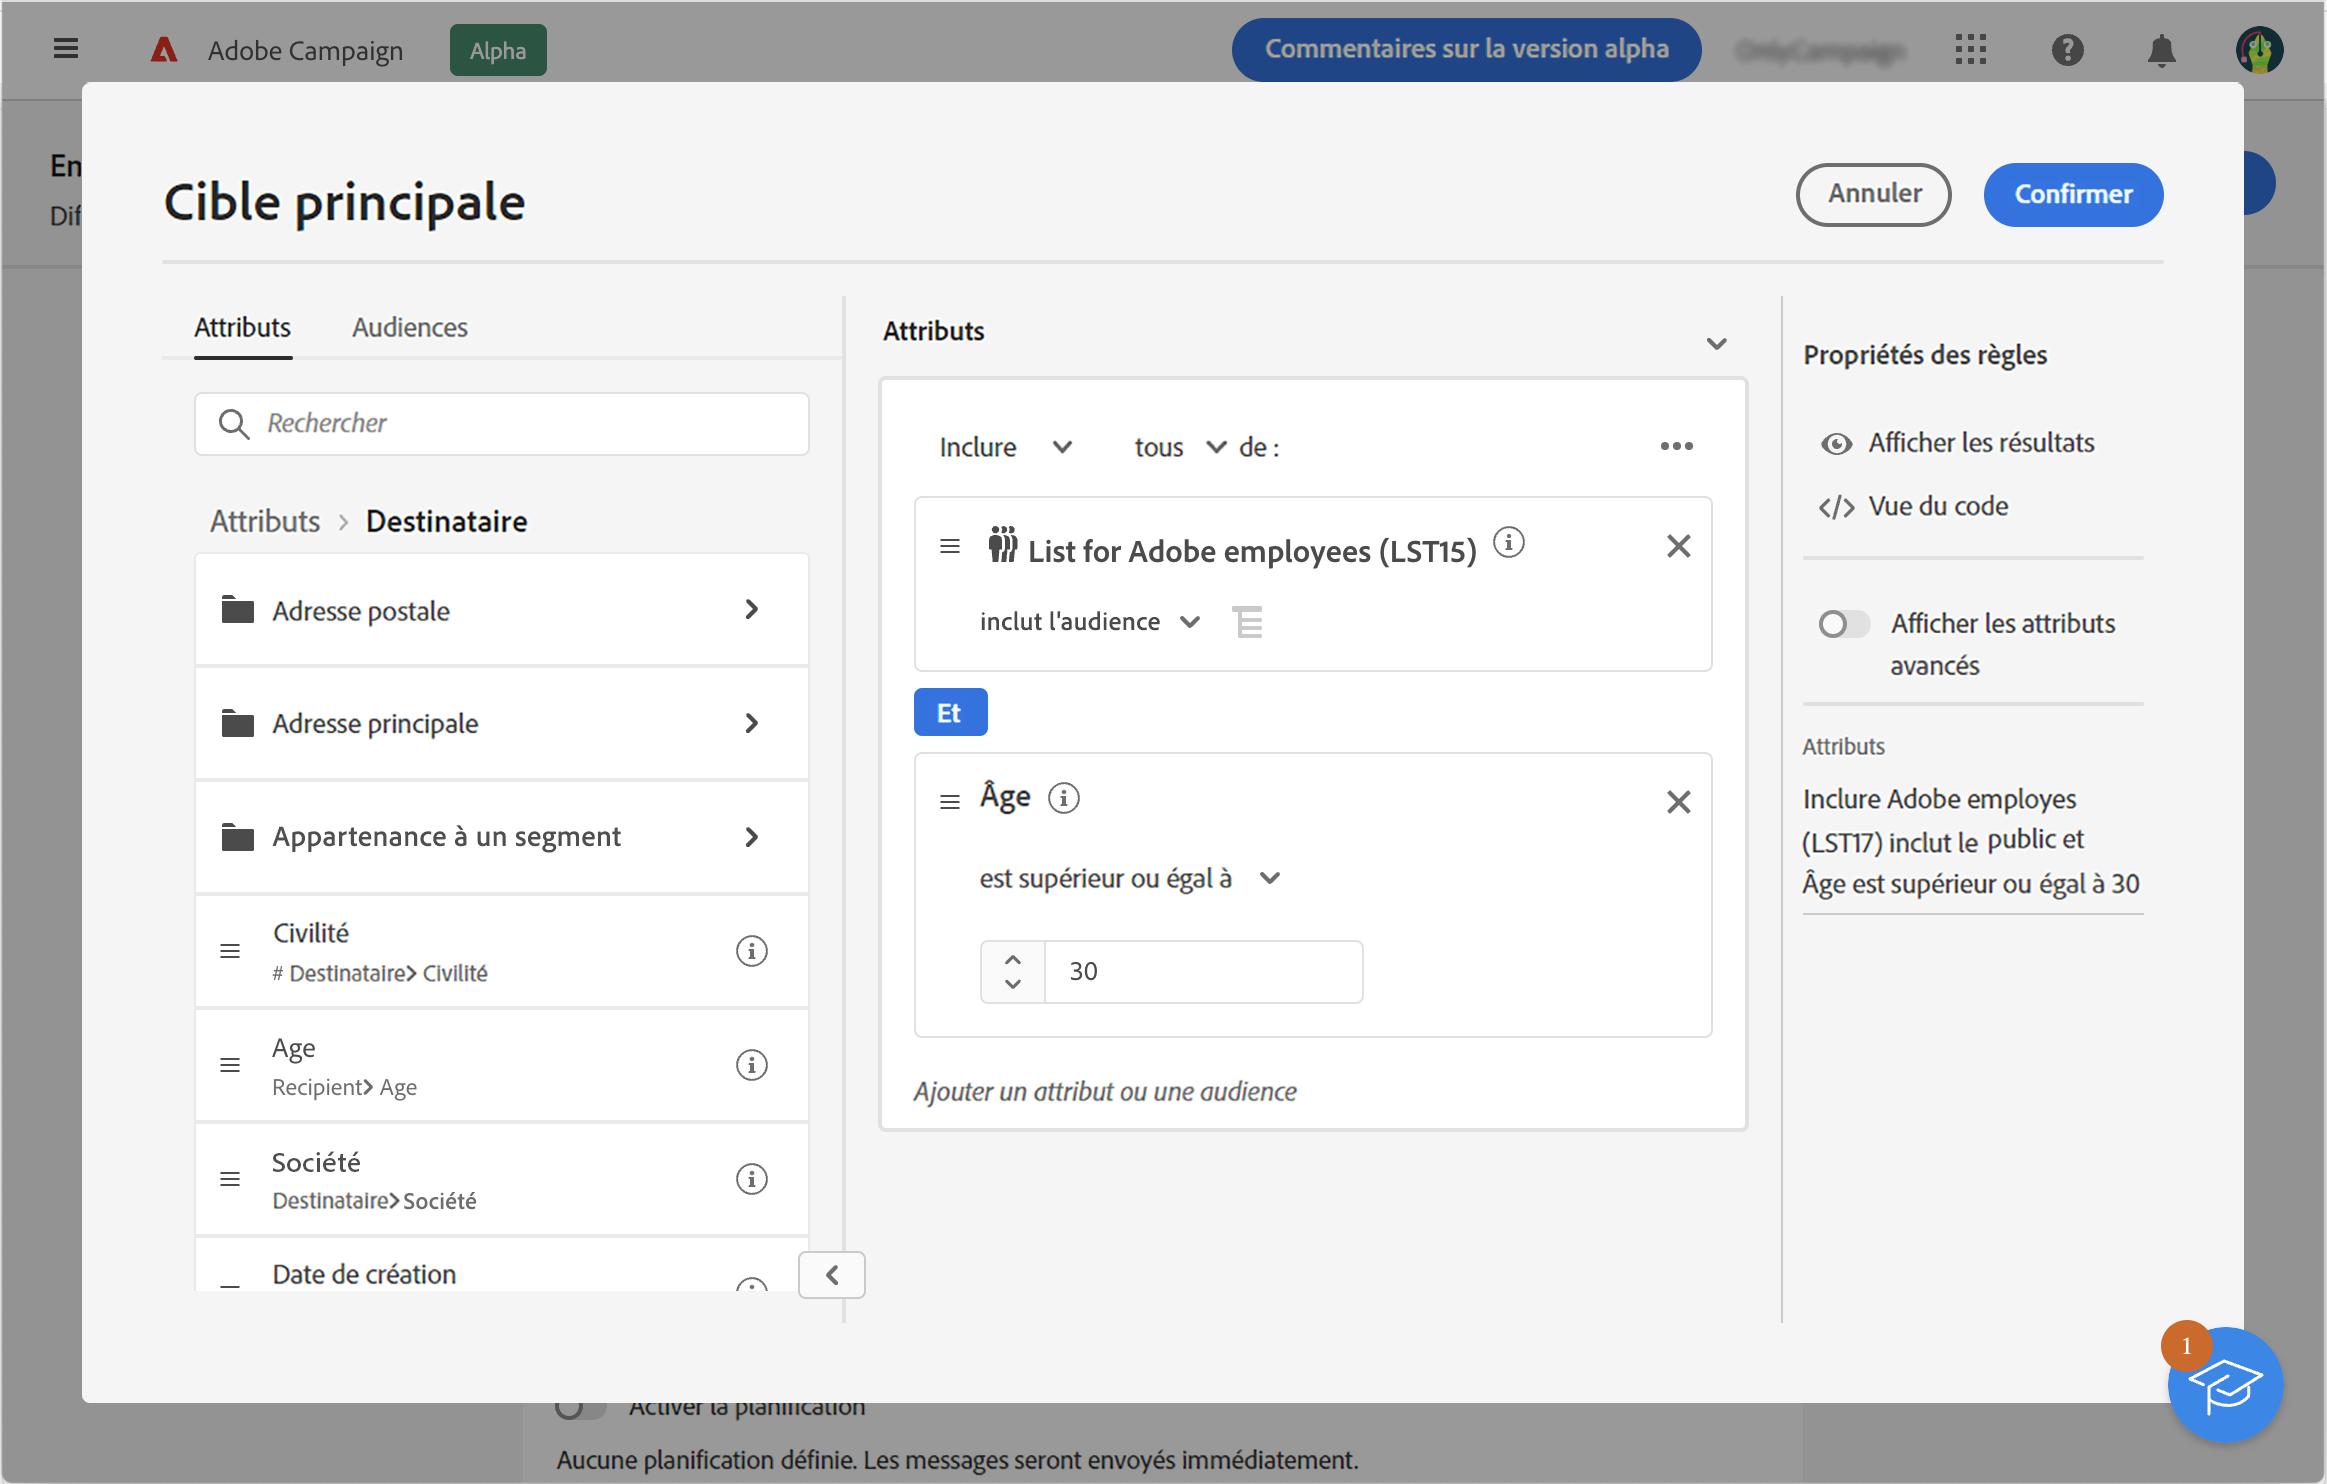 Adobe Campaign
Alpha
Commentaires sur la version alpha
En
Dif
Cible principale
Annuler
Confirmer
Attributs
Audiences
Rechercher
Attributs > Destinataire
Adresse postale
Adresse principale
Appartenance à un segment
Civilité
# Destinataire> Civilité
Age
Recipient> Age
Société
Destinataire> Société
Date de création
Attributs
Inclure tous de :
List for Adobe employees (LST15)
inclut l'audience
Et
Âge
est supérieur ou égal à
30
Ajouter un attribut ou une audience
Propriétés des règles
Afficher les résultats
</> Vue du code
Afficher les attributs
avancés
Attributs
Inclure Adobe employes
(LST17) inclut le public et
Âge est supérieur ou égal à 30
1
Activer la planification
Aucune planification définie. Les messages seront envoyés immédiatement.